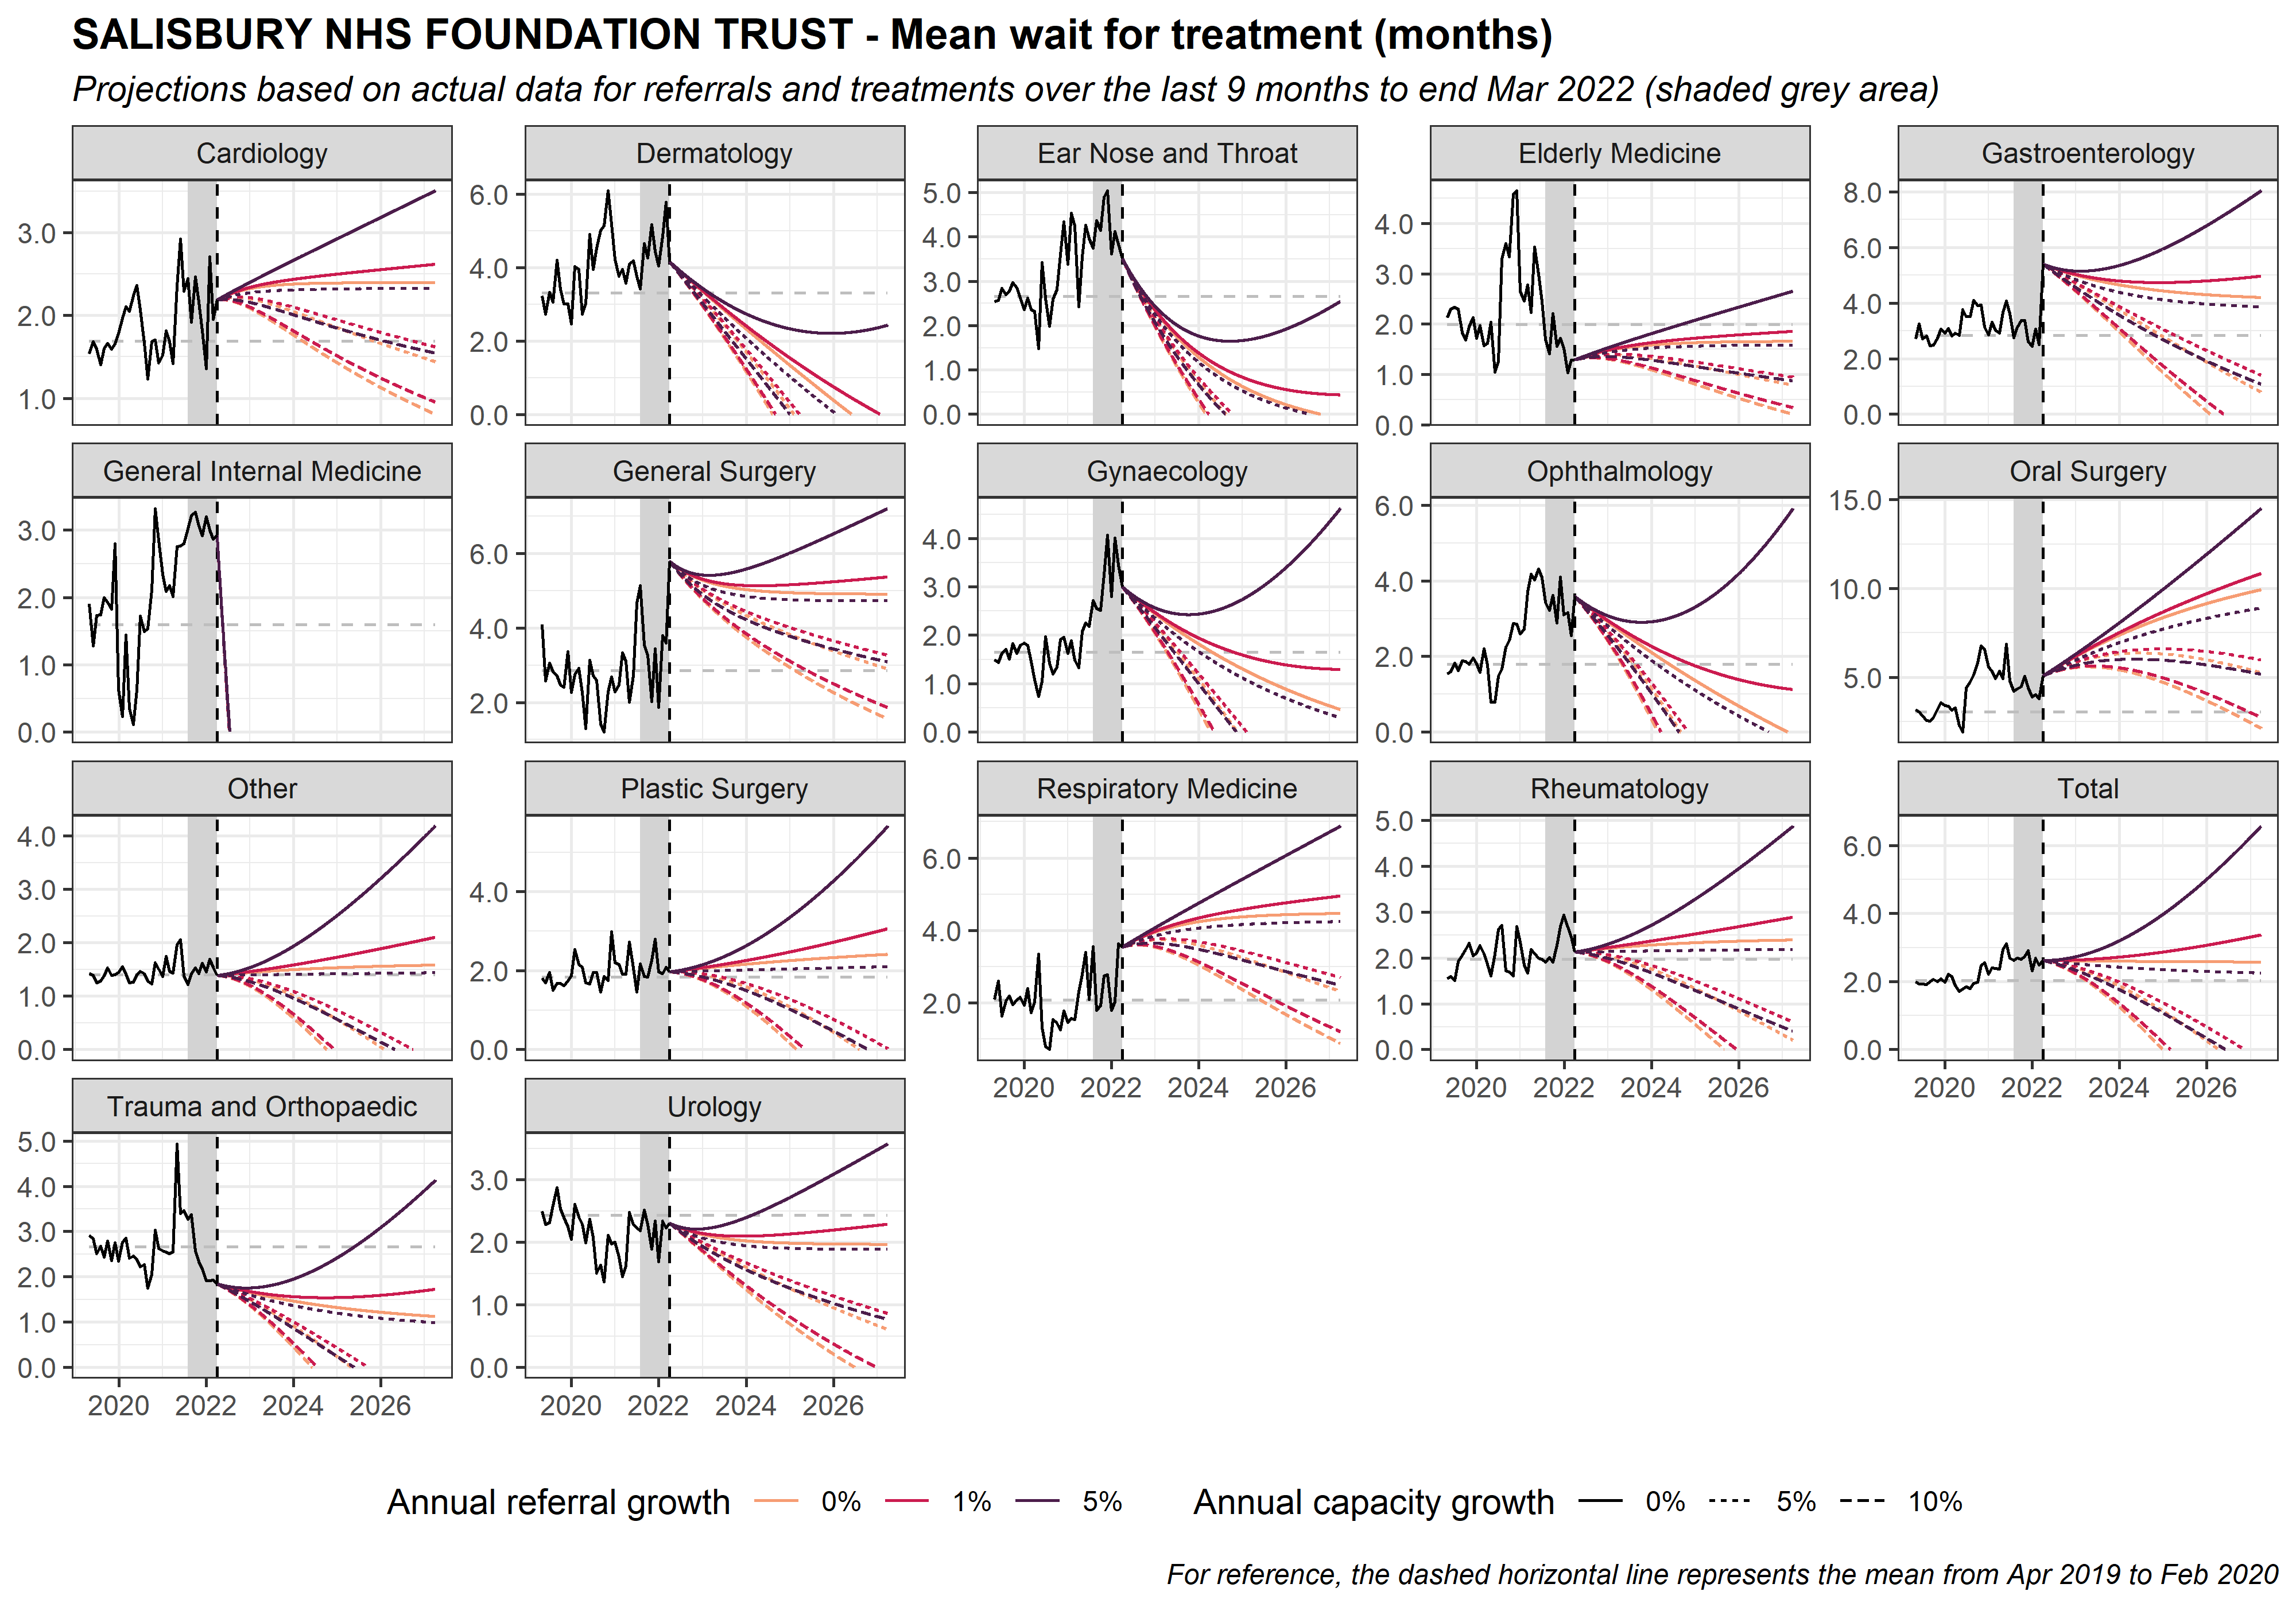 SALISBURY NHS FOUNDATION TRUST - Mean wait for treatment (months)
Projections based on actual data for referrals and treatments over the last 9 months to end Mar 2022 (shaded grey area)
Cardiology
3.0
2.0
1.0
Dermatology
6.0
4.0
2.0
0.0
Ear Nose and Throat
5.0
4.0
3.0
2.0
1.0
0.0
Elderly Medicine
4.0
3.0
2.0
1.0
0.0
Gastroenterology
8.0
6.0
4.0
2.0
0.0
General Internal Medicine
3.0
2.0
1.0
0.0
General Surgery
6.0
4.0
2.0
Gynaecology
4.0
3.0
2.0
1.0
0.0
Ophthalmology
6.0
4.0
2.0
0.0
Oral Surgery
15.0
10.0
5.0
Other
4.0
3.0
2.0
1.0
0.0
Plastic Surgery
4.0
2.0
0.0
Respiratory Medicine
6.0
4.0
2.0
2020 2022 2024 2026
Rheumatology
5.0
4.0
3.0
2.0
1.0
0.0
2020 2022 2024 2026
Total
6.0
4.0
2.0
0.0
2020 2022 2024 2026
Trauma and Orthopaedic
5.0
4.0
3.0
2.0
1.0
0.0
2020 2022 2024 2026
Urology
3.0
2.0
1.0
0.0
2020 2022 2024 2026
Annual referral growth 0% 1% 5% Annual capacity growth 0% 5% 10%
For reference, the dashed horizontal line represents the mean from Apr 2019 to Feb 2020